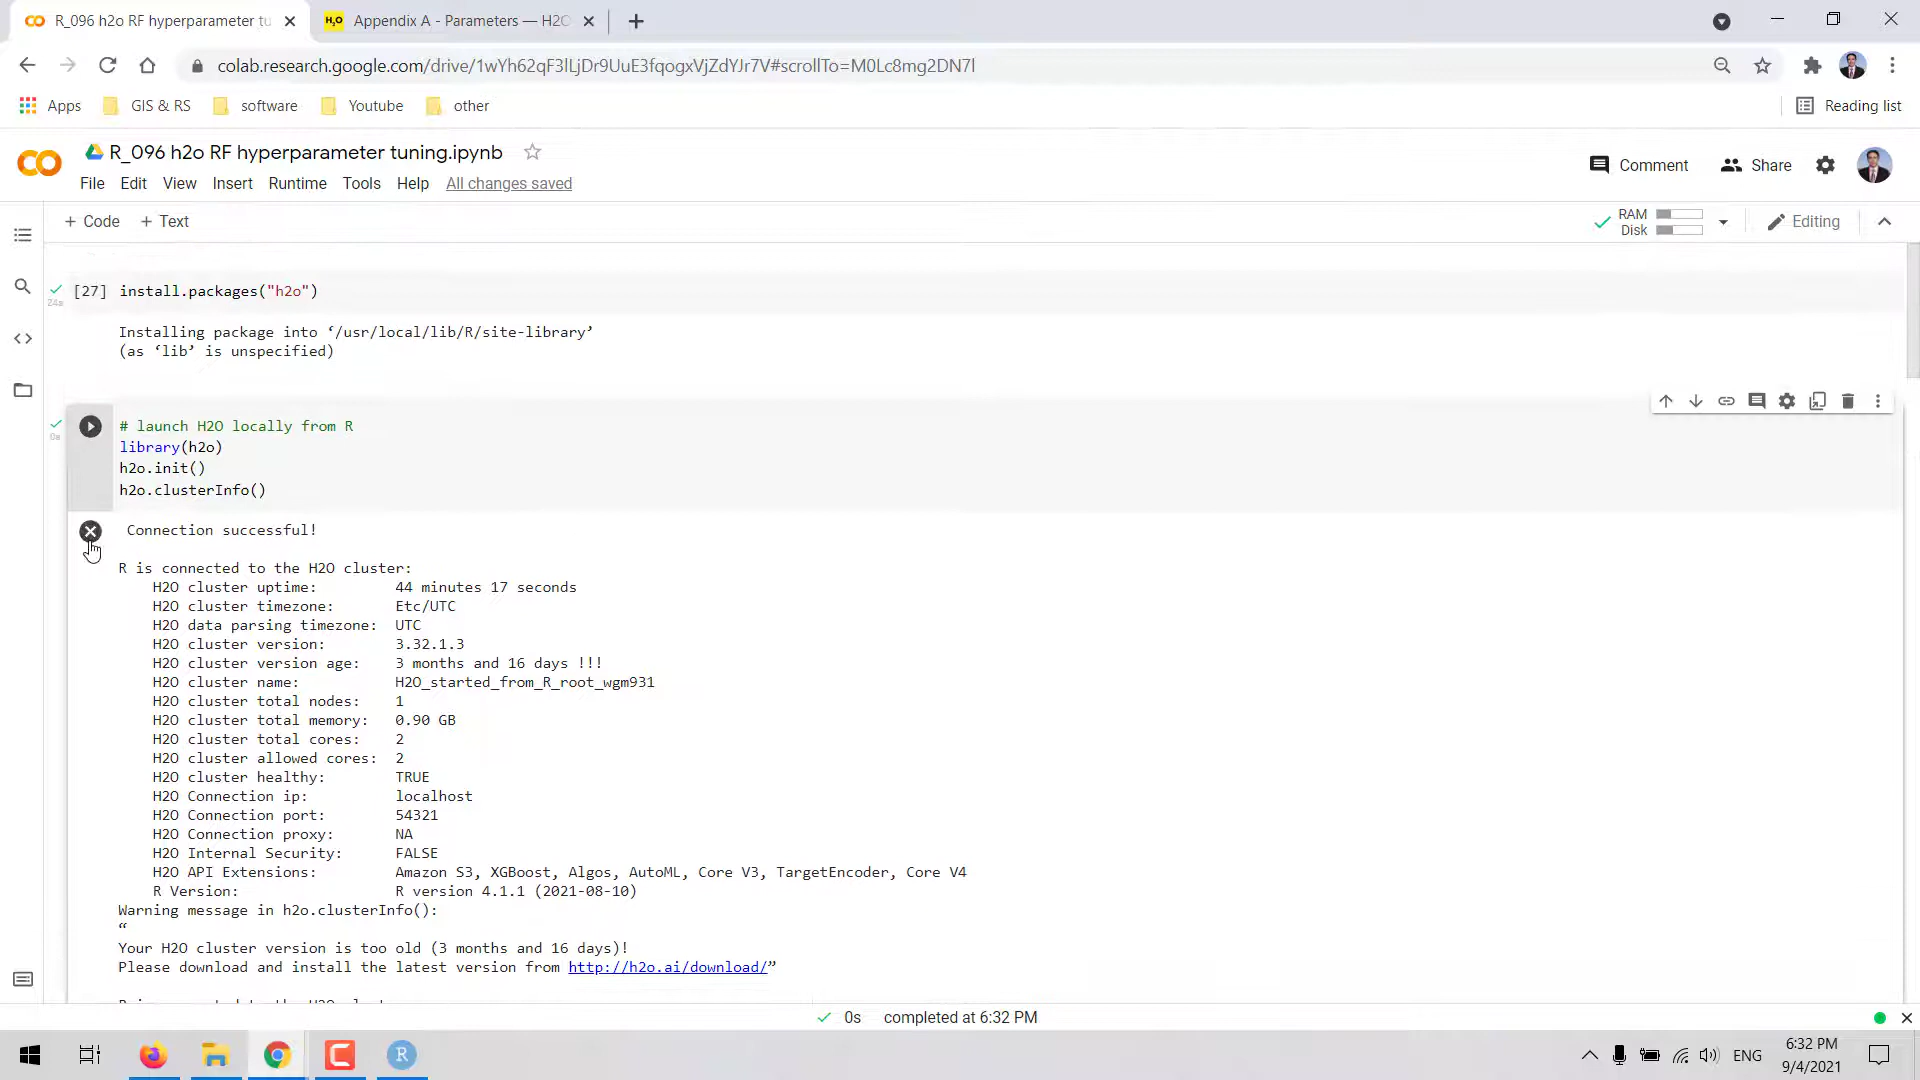 R_096 h2o RF hyperparameter tu
H2O Appendix A - Parameters — H2O
colab.research.google.com/drive/1wYh62qF3lLjDr9UuE3fqogxVjZdYJr7V#scrollTo=M0Lc8mg2DN7l
Apps GIS & RS software Youtube other Reading list
R_096 h2o RF hyperparameter tuning.ipynb
Comment Share
File Edit View Insert Runtime Tools Help All changes saved
+ Code + Text
RAM
Disk
Editing
[27] install.packages("h2o")
24s
Installing package into ‘/usr/local/lib/R/site-library’
(as ‘lib’ is unspecified)
# launch H2O locally from R
0s
library(h2o)
h2o.init()
h2o.clusterInfo()
Connection successful!
R is connected to the H2O cluster:
H2O cluster uptime: 44 minutes 17 seconds
H2O cluster timezone: Etc/UTC
H2O data parsing timezone: UTC
H2O cluster version: 3.32.1.3
H2O cluster version age: 3 months and 16 days !!!
H2O cluster name: H2O_started_from_R_root_wgm931
H2O cluster total nodes: 1
H2O cluster total memory: 0.90 GB
H2O cluster total cores: 2
H2O cluster allowed cores: 2
H2O cluster healthy: TRUE
H2O Connection ip: localhost
H2O Connection port: 54321
H2O Connection proxy: NA
H2O Internal Security: FALSE
H2O API Extensions: Amazon S3, XGBoost, Algos, AutoML, Core V3, TargetEncoder, Core V4
R Version: R version 4.1.1 (2021-08-10)
Warning message in h2o.clusterInfo():
“
Your H2O cluster version is too old (3 months and 16 days)!
Please download and install the latest version from http://h2o.ai/download/”
0s completed at 6:32 PM
ENG
6:32 PM
9/4/2021